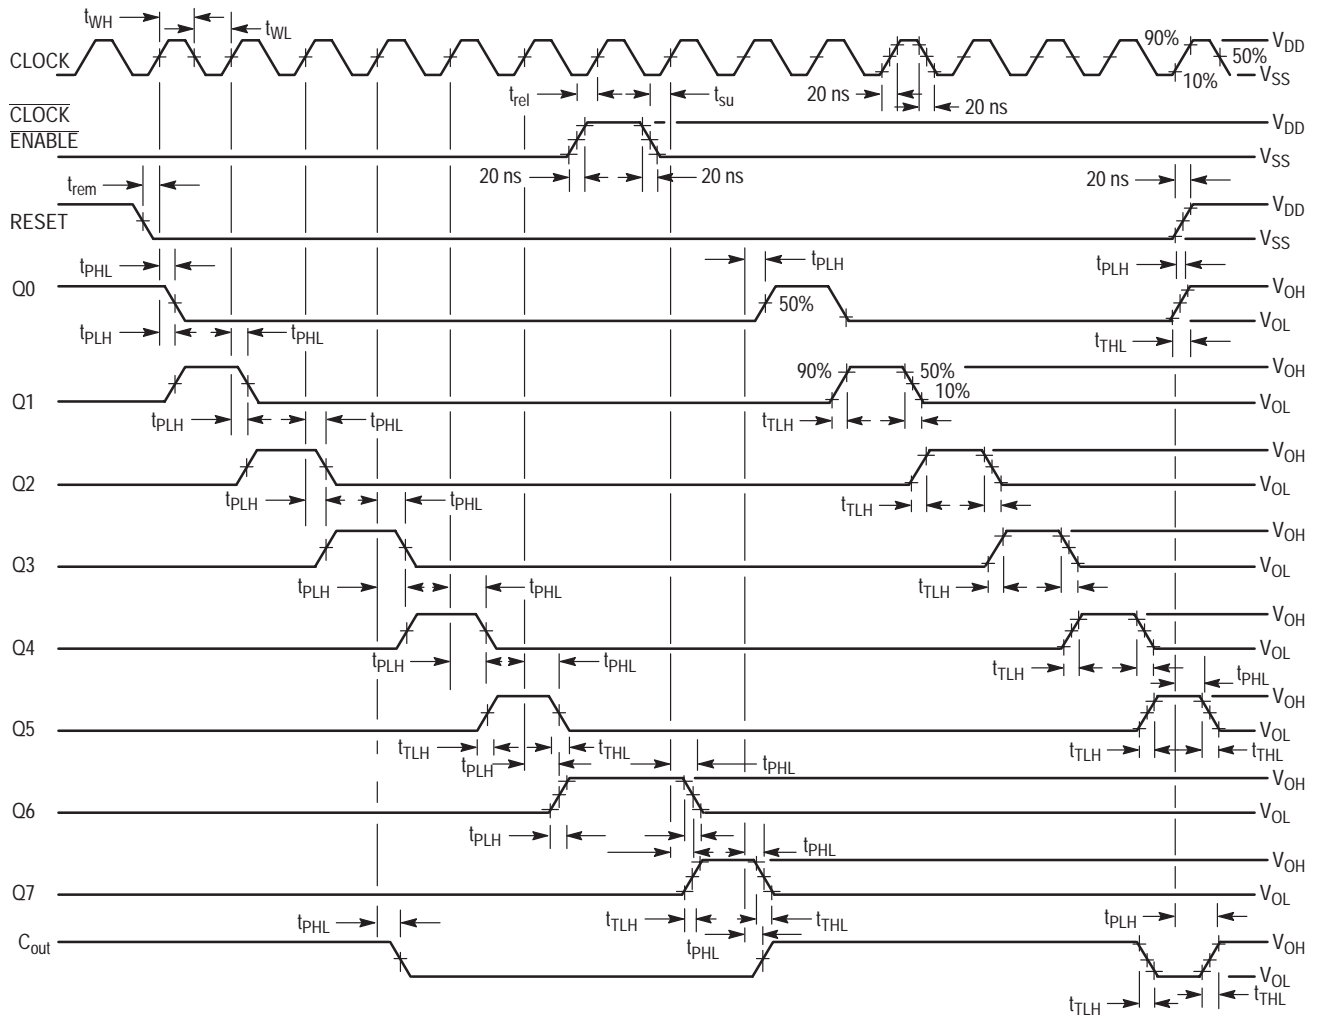 tWH
tWL
CLOCK
90%
VDD
50%
10%
VSS
trel
tsu
20 ns
20 ns
CLOCK
ENABLE
VDD
VSS
20 ns
20 ns
20 ns
trem
RESET
VDD
VSS
tPHL
tPLH
tPLH
Q0
50%
VOH
VOL
tPLH
tPHL
tTHL
Q1
90%
50%
10%
VOH
VOL
tPLH
tPHL
tTLH
Q2
VOH
VOL
tPLH
tPHL
tTLH
Q3
VOH
VOL
tPLH
tPHL
tTLH
Q4
VOH
VOL
tPLH
tPHL
tTLH
tPHL
Q5
VOH
VOL
tTLH
tTHL
tTLH
tTHL
tPLH
tPHL
Q6
VOH
VOL
tPLH
tPHL
Q7
VOH
VOL
tPHL
tTLH
tTHL
tPLH
tPHL
Cout
VOH
VOL
tTLH
tTHL